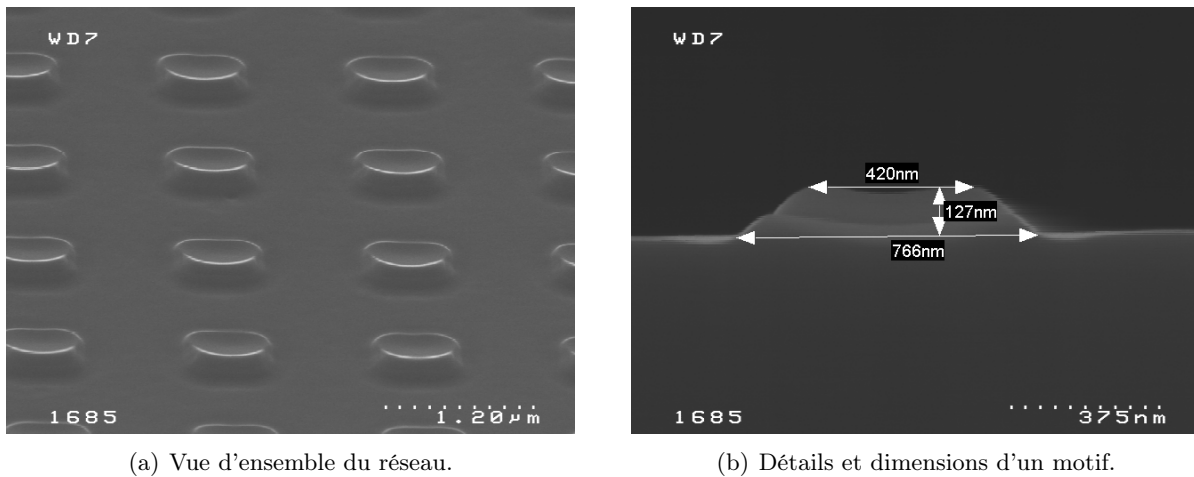 WD7
1685
1.20µm
(a) Vue d'ensemble du réseau.
WD7
420nm
127nm
766nm
1685
375nm
(b) Détails et dimensions d'un motif.